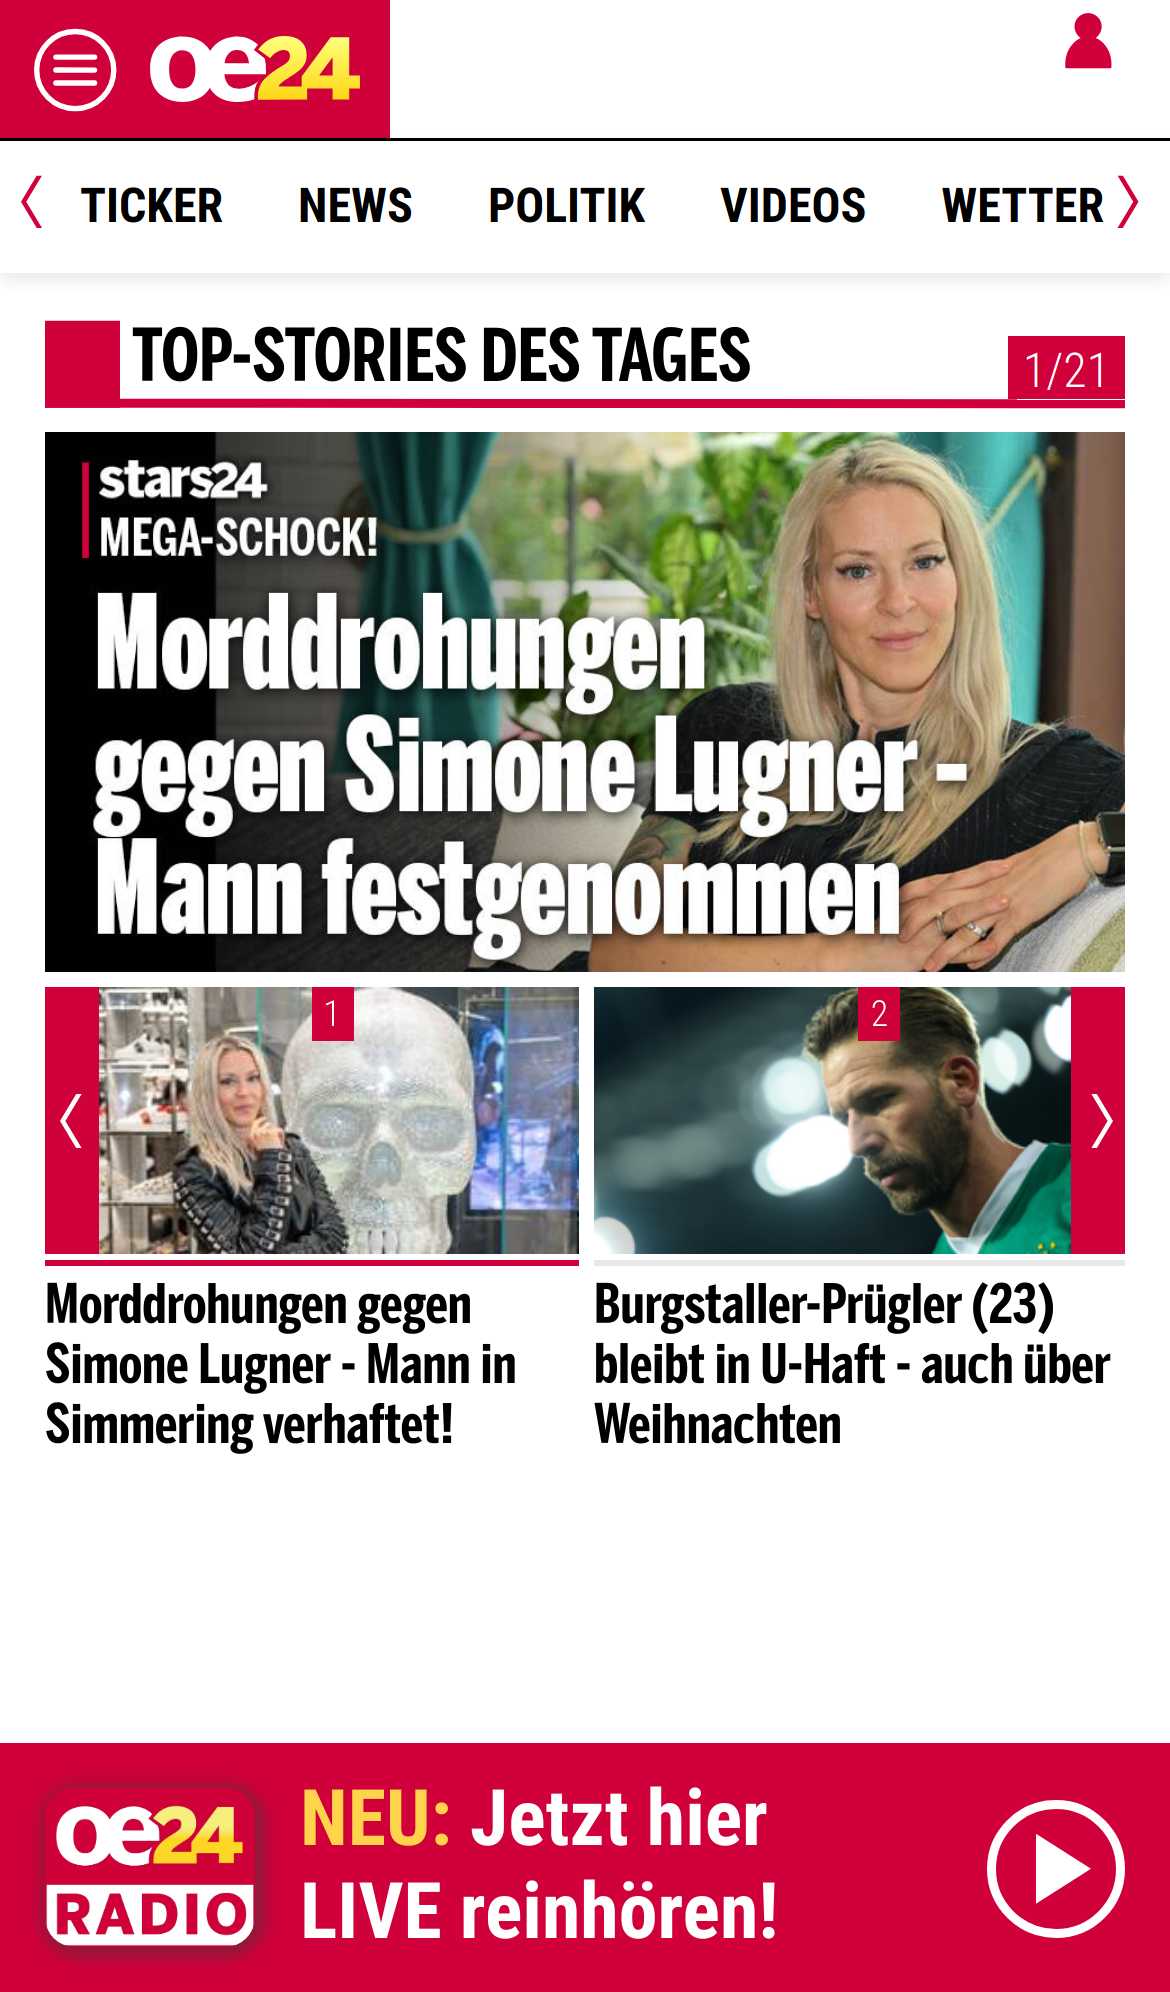 oe24
TICKER NEWS POLITIK VIDEOS WETTER
TOP-STORIES DES TAGES
1/21
stars24
MEGA-SCHOCK!
Morddrohungen
gegen Simone Lugner -
Mann festgenommen
1
2
Morddrohungen gegen
Simone Lugner - Mann in
Simmering verhaftet!
Burgstaller-Prügler (23)
bleibt in U-Haft - auch über
Weihnachten
oe24
RADIO
NEU: Jetzt hier
LIVE reinhören!